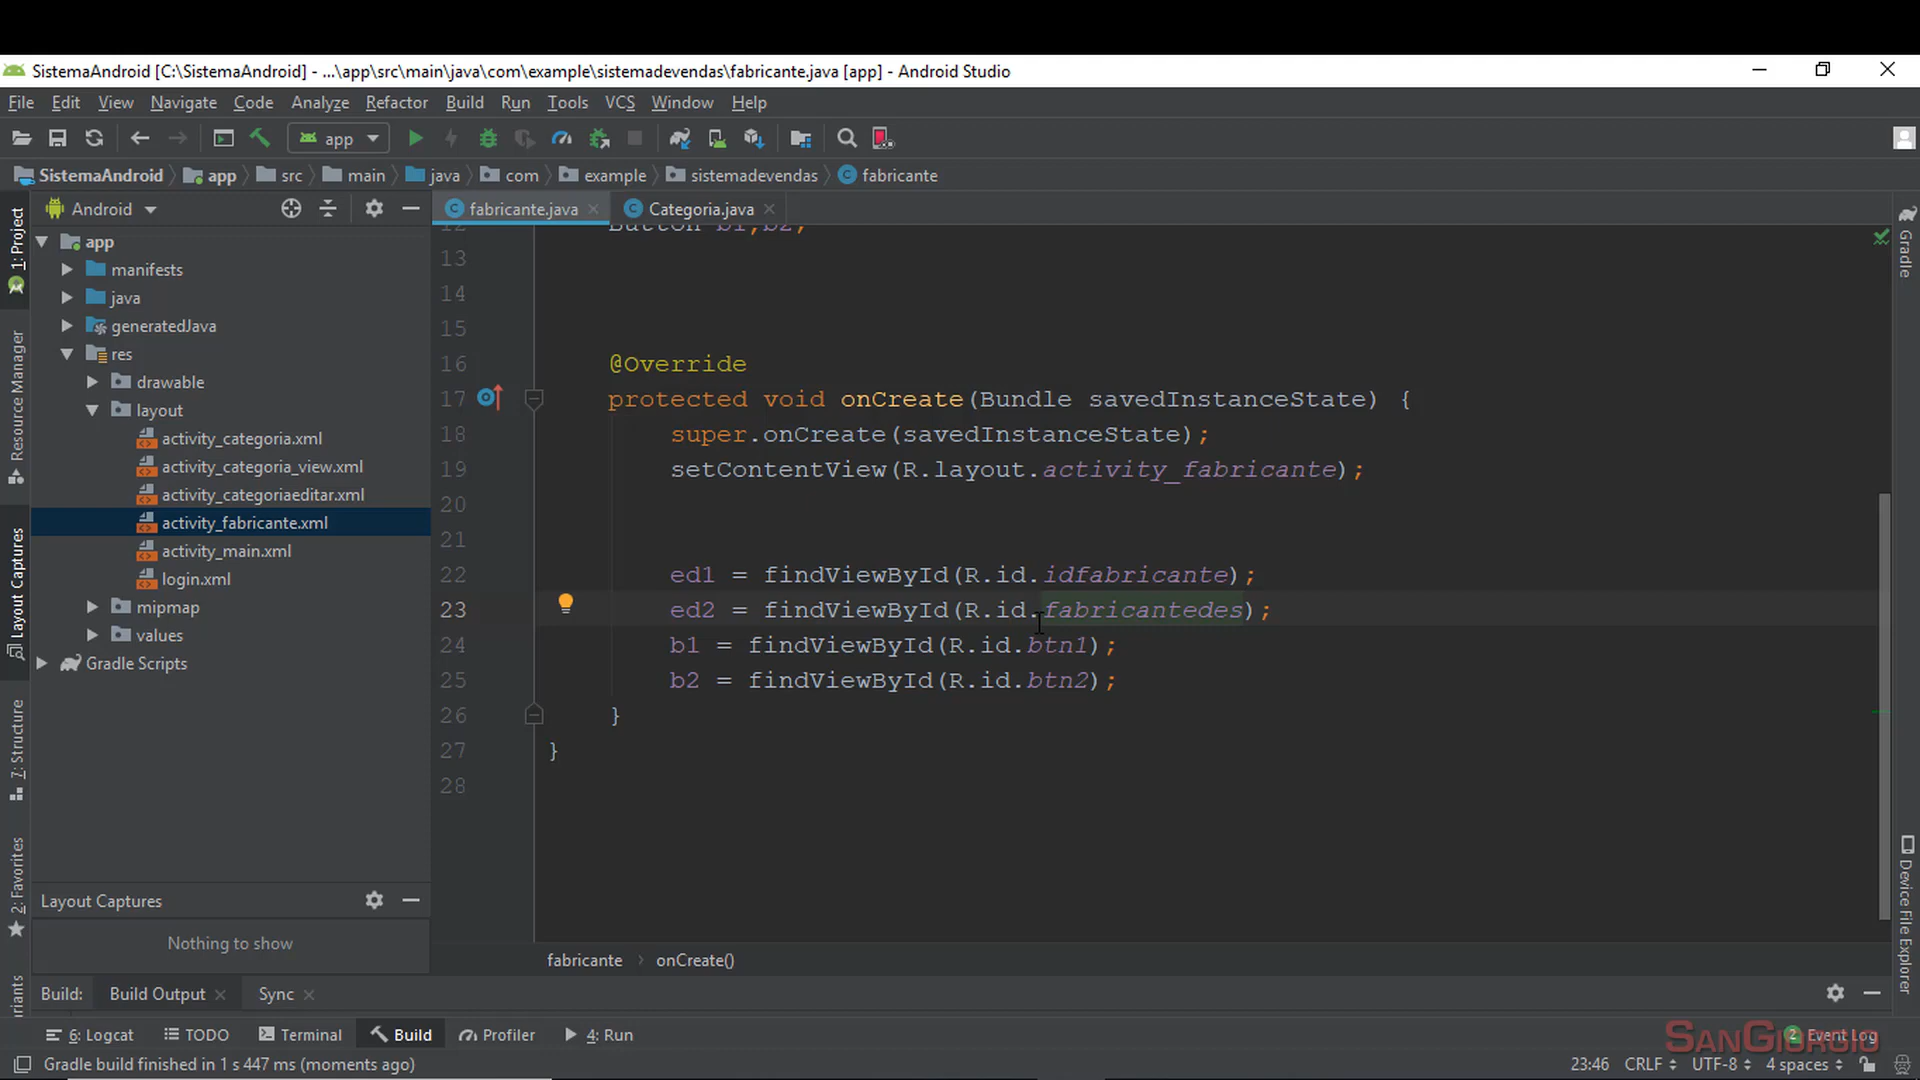 SistemaAndroid [C:\SistemaAndroid] - ...\app\src\main\java\com\example\sistemadevendas\fabricante.java [app] - Android Studio
File Edit View Navigate Code Analyze Refactor Build Run Tools VCS Window Help
app
SistemaAndroid app src main java com example sistemadevendas fabricante
Android
fabricante.java
Categoria.java
1: Project
Resource Manager
Layout Captures
7: Structure
2: Favorites
app
manifests
java
generatedJava
res
drawable
layout
activity_categoria.xml
activity_categoria_view.xml
activity_categoriaeditar.xml
activity_fabricante.xml
activity_main.xml
login.xml
mipmap
values
Gradle Scripts
Layout Captures
Nothing to show
12 Button b1,b2;
13
14
15
16 @Override
17 protected void onCreate(Bundle savedInstanceState) {
18 super.onCreate(savedInstanceState);
19 setContentView(R.layout.activity_fabricante);
20
21
22 ed1 = findViewById(R.id.idfabricante);
23 ed2 = findViewById(R.id.fabricantedes);
24 b1 = findViewById(R.id.btn1);
25 b2 = findViewById(R.id.btn2);
26 }
27 }
28
fabricante › onCreate()
Gradle
Device File Explorer
Build: Build Output Sync
6: Logcat TODO Terminal Build Profiler 4: Run
2 Event Log
SANGIORGIO
Gradle build finished in 1 s 447 ms (moments ago)
23:46 CRLF UTF-8 4 spaces